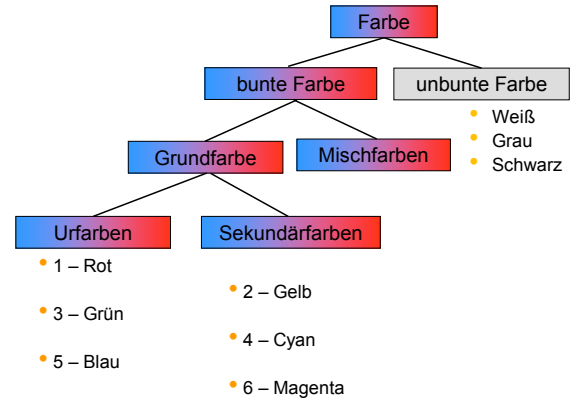 Farbe
bunte Farbe
unbunte Farbe
• Weiß
• Grau
• Schwarz
Grundfarbe
Mischfarben
Urfarben
Sekundärfarben
• 1 – Rot
• 2 – Gelb
• 3 – Grün
• 4 – Cyan
• 5 – Blau
• 6 – Magenta